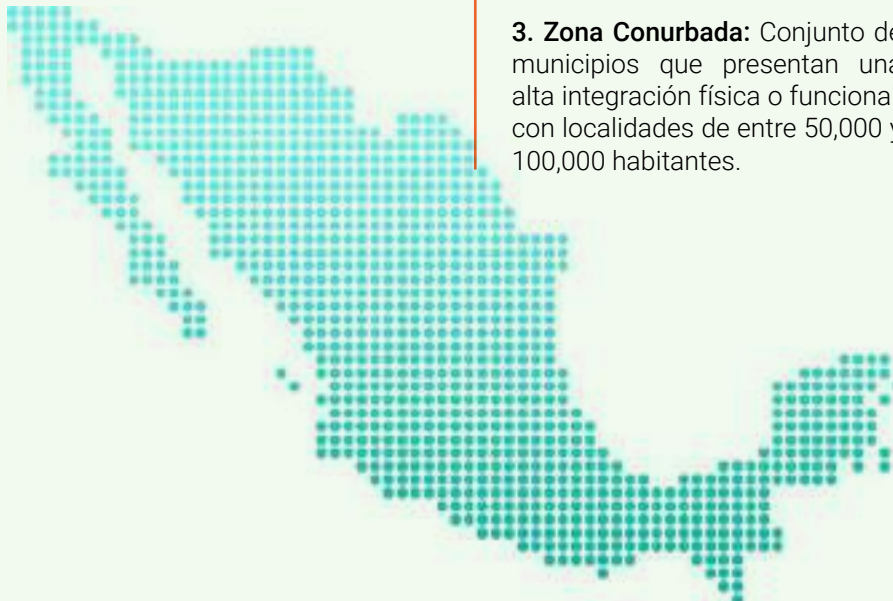 3. Zona Conurbada: Conjunto de
municipios que presentan una
alta integración física o funciona
con localidades de entre 50,000 y
100,000 habitantes.